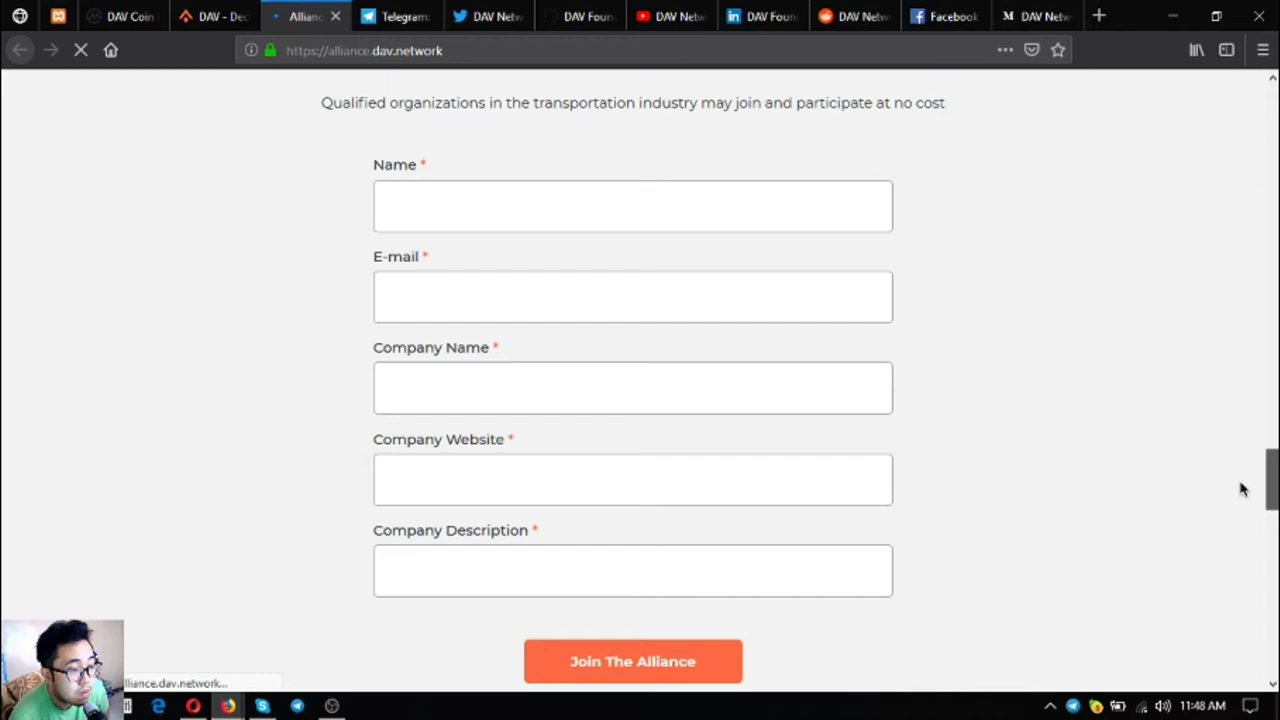 DAV Coin
DAV - Dec
Allianc
Telegram:
DAV Netw
DAV Foun
DAV Netw
DAV Foun
DAV Netw
Facebook
DAV Netw
https://alliance.dav.network
Qualified organizations in the transportation industry may join and participate at no cost
Name *
E-mail *
Company Name *
Company Website *
Company Description *
Join The Alliance
lliance.dav.network...
11:48 AM